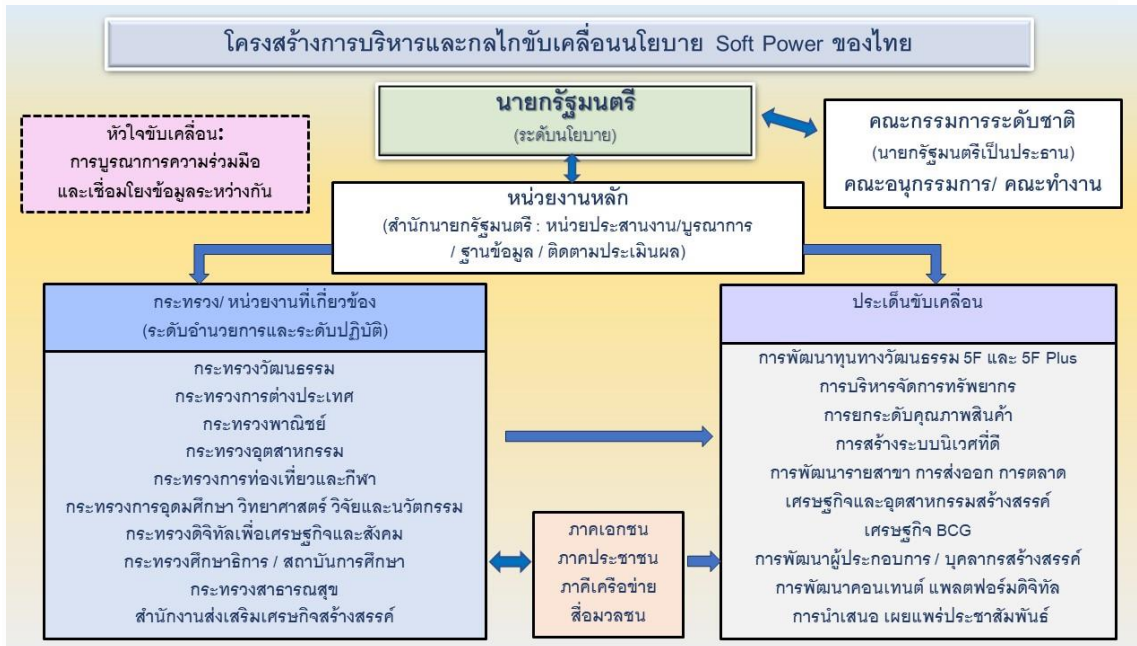 โครงสร้างการบริหารและกลไกขับเคลื่อนนโยบาย Soft Power ของไทย
นายกรัฐมนตรี
(ระดับนโยบาย)
หัวใจขับเคลื่อน:
การบูรณาการความร่วมมือ
และเชื่อมโยงข้อมูลระหว่างกัน
คณะกรรมการระดับชาติ
(นายกรัฐมนตรีเป็นประธาน)
คณะอนุกรรมการ/ คณะทำงาน
หน่วยงานหลัก
(สำนักนายกรัฐมนตรี : หน่วยประสานงาน/บูรณาการ
/ ฐานข้อมูล / ติดตามประเมินผล)
กระทรวง/ หน่วยงานที่เกี่ยวข้อง
(ระดับอำนวยการและระดับปฏิบัติ)
กระทรวงวัฒนธรรม
กระทรวงการต่างประเทศ
กระทรวงพาณิชย์
กระทรวงอุตสาหกรรม
กระทรวงการท่องเที่ยวและกีฬา
กระทรวงการอุดมศึกษา วิทยาศาสตร์ วิจัยและนวัตกรรม
กระทรวงดิจิทัลเพื่อเศรษฐกิจและสังคม
กระทรวงศึกษาธิการ / สถาบันการศึกษา
กระทรวงสาธารณสุข
สำนักงานส่งเสริมเศรษฐกิจสร้างสรรค์
ภาคเอกชน
ภาคประชาชน
ภาคีเครือข่าย
สื่อมวลชน
ประเด็นขับเคลื่อน
การพัฒนาทุนทางวัฒนธรรม 5F และ 5F Plus
การบริหารจัดการทรัพยากร
การยกระดับคุณภาพสินค้า
การสร้างระบบนิเวศที่ดี
การพัฒนารายสาขา การส่งออก การตลาด
เศรษฐกิจและอุตสาหกรรมสร้างสรรค์
เศรษฐกิจ BCG
การพัฒนาผู้ประกอบการ / บุคลากรสร้างสรรค์
การพัฒนาคอนเทนต์ แพลตฟอร์มดิจิทัล
การนำเสนอ เผยแพร่ประชาสัมพันธ์